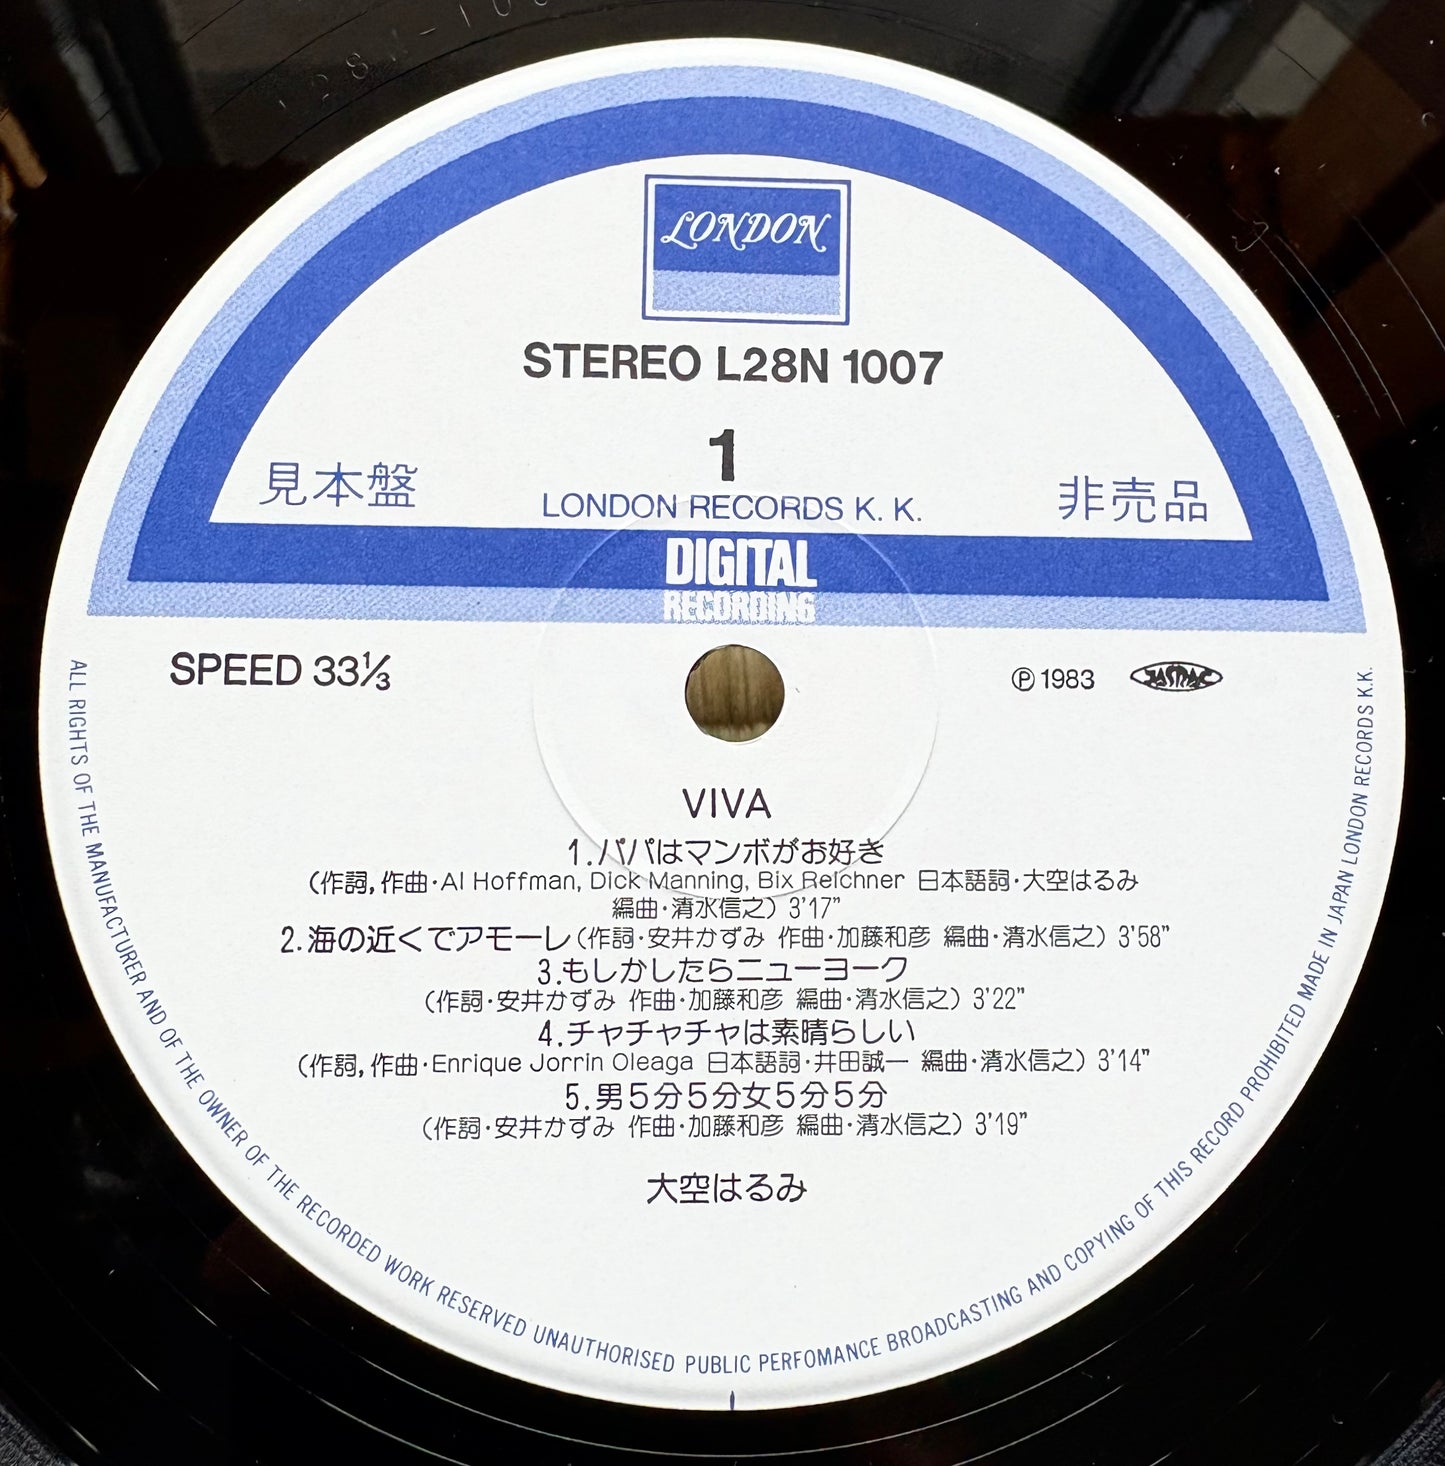 LONDON
STEREO L28N 1007
1
見本盤
LONDON RECORDS K. K.
非売品
DIGITAL
RECORDING
SPEED 33⅓
Ⓟ 1983
JASRAC
VIVA
1.パパはマンボがお好き
(作詞,作曲・Al Hoffman, Dick Manning, Bix Reichner 日本語詞・大空はるみ
編曲・清水信之) 3'17"
2.海の近くでアモーレ(作詞・安井かずみ 作曲・加藤和彦 編曲・清水信之) 3'58"
3.もしかしたらニューヨーク
(作詞・安井かずみ 作曲・加藤和彦 編曲・清水信之) 3'22"
4.チャチャチャは素晴らしい
(作詞,作曲・Enrique Jorrin Oleaga 日本語詞・井田誠一 編曲・清水信之) 3'14"
5.男5分5分女5分5分
(作詞・安井かずみ 作曲・加藤和彦 編曲・清水信之) 3'19"
大空はるみ
ALL RIGHTS OF THE MANUFACTURER AND OF THE OWNER OF THE RECORDED WORK RESERVED UNAUTHORISED PUBLIC PERFOMANCE BROADCASTING AND COPYING OF THIS RECORD PROHIBITED MADE IN JAPAN LONDON RECORDS K.K.